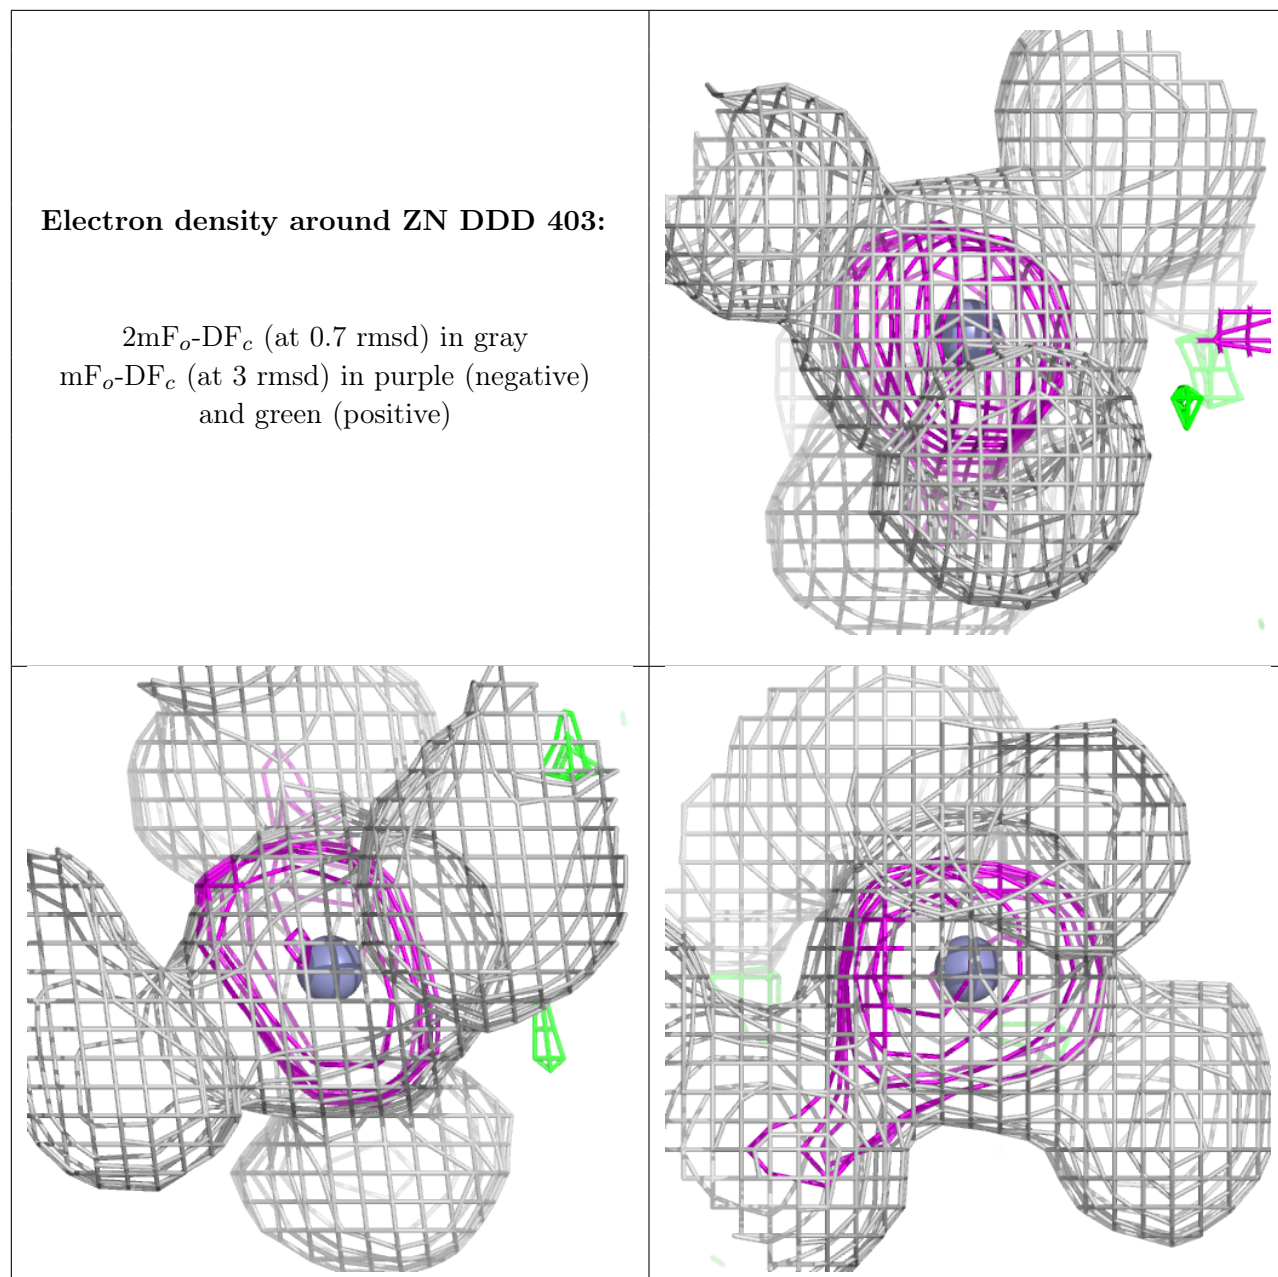 Electron density around ZN DDD 403:
2mFo-DFc (at 0.7 rmsd) in gray
mFo-DFc (at 3 rmsd) in purple (negative)
and green (positive)